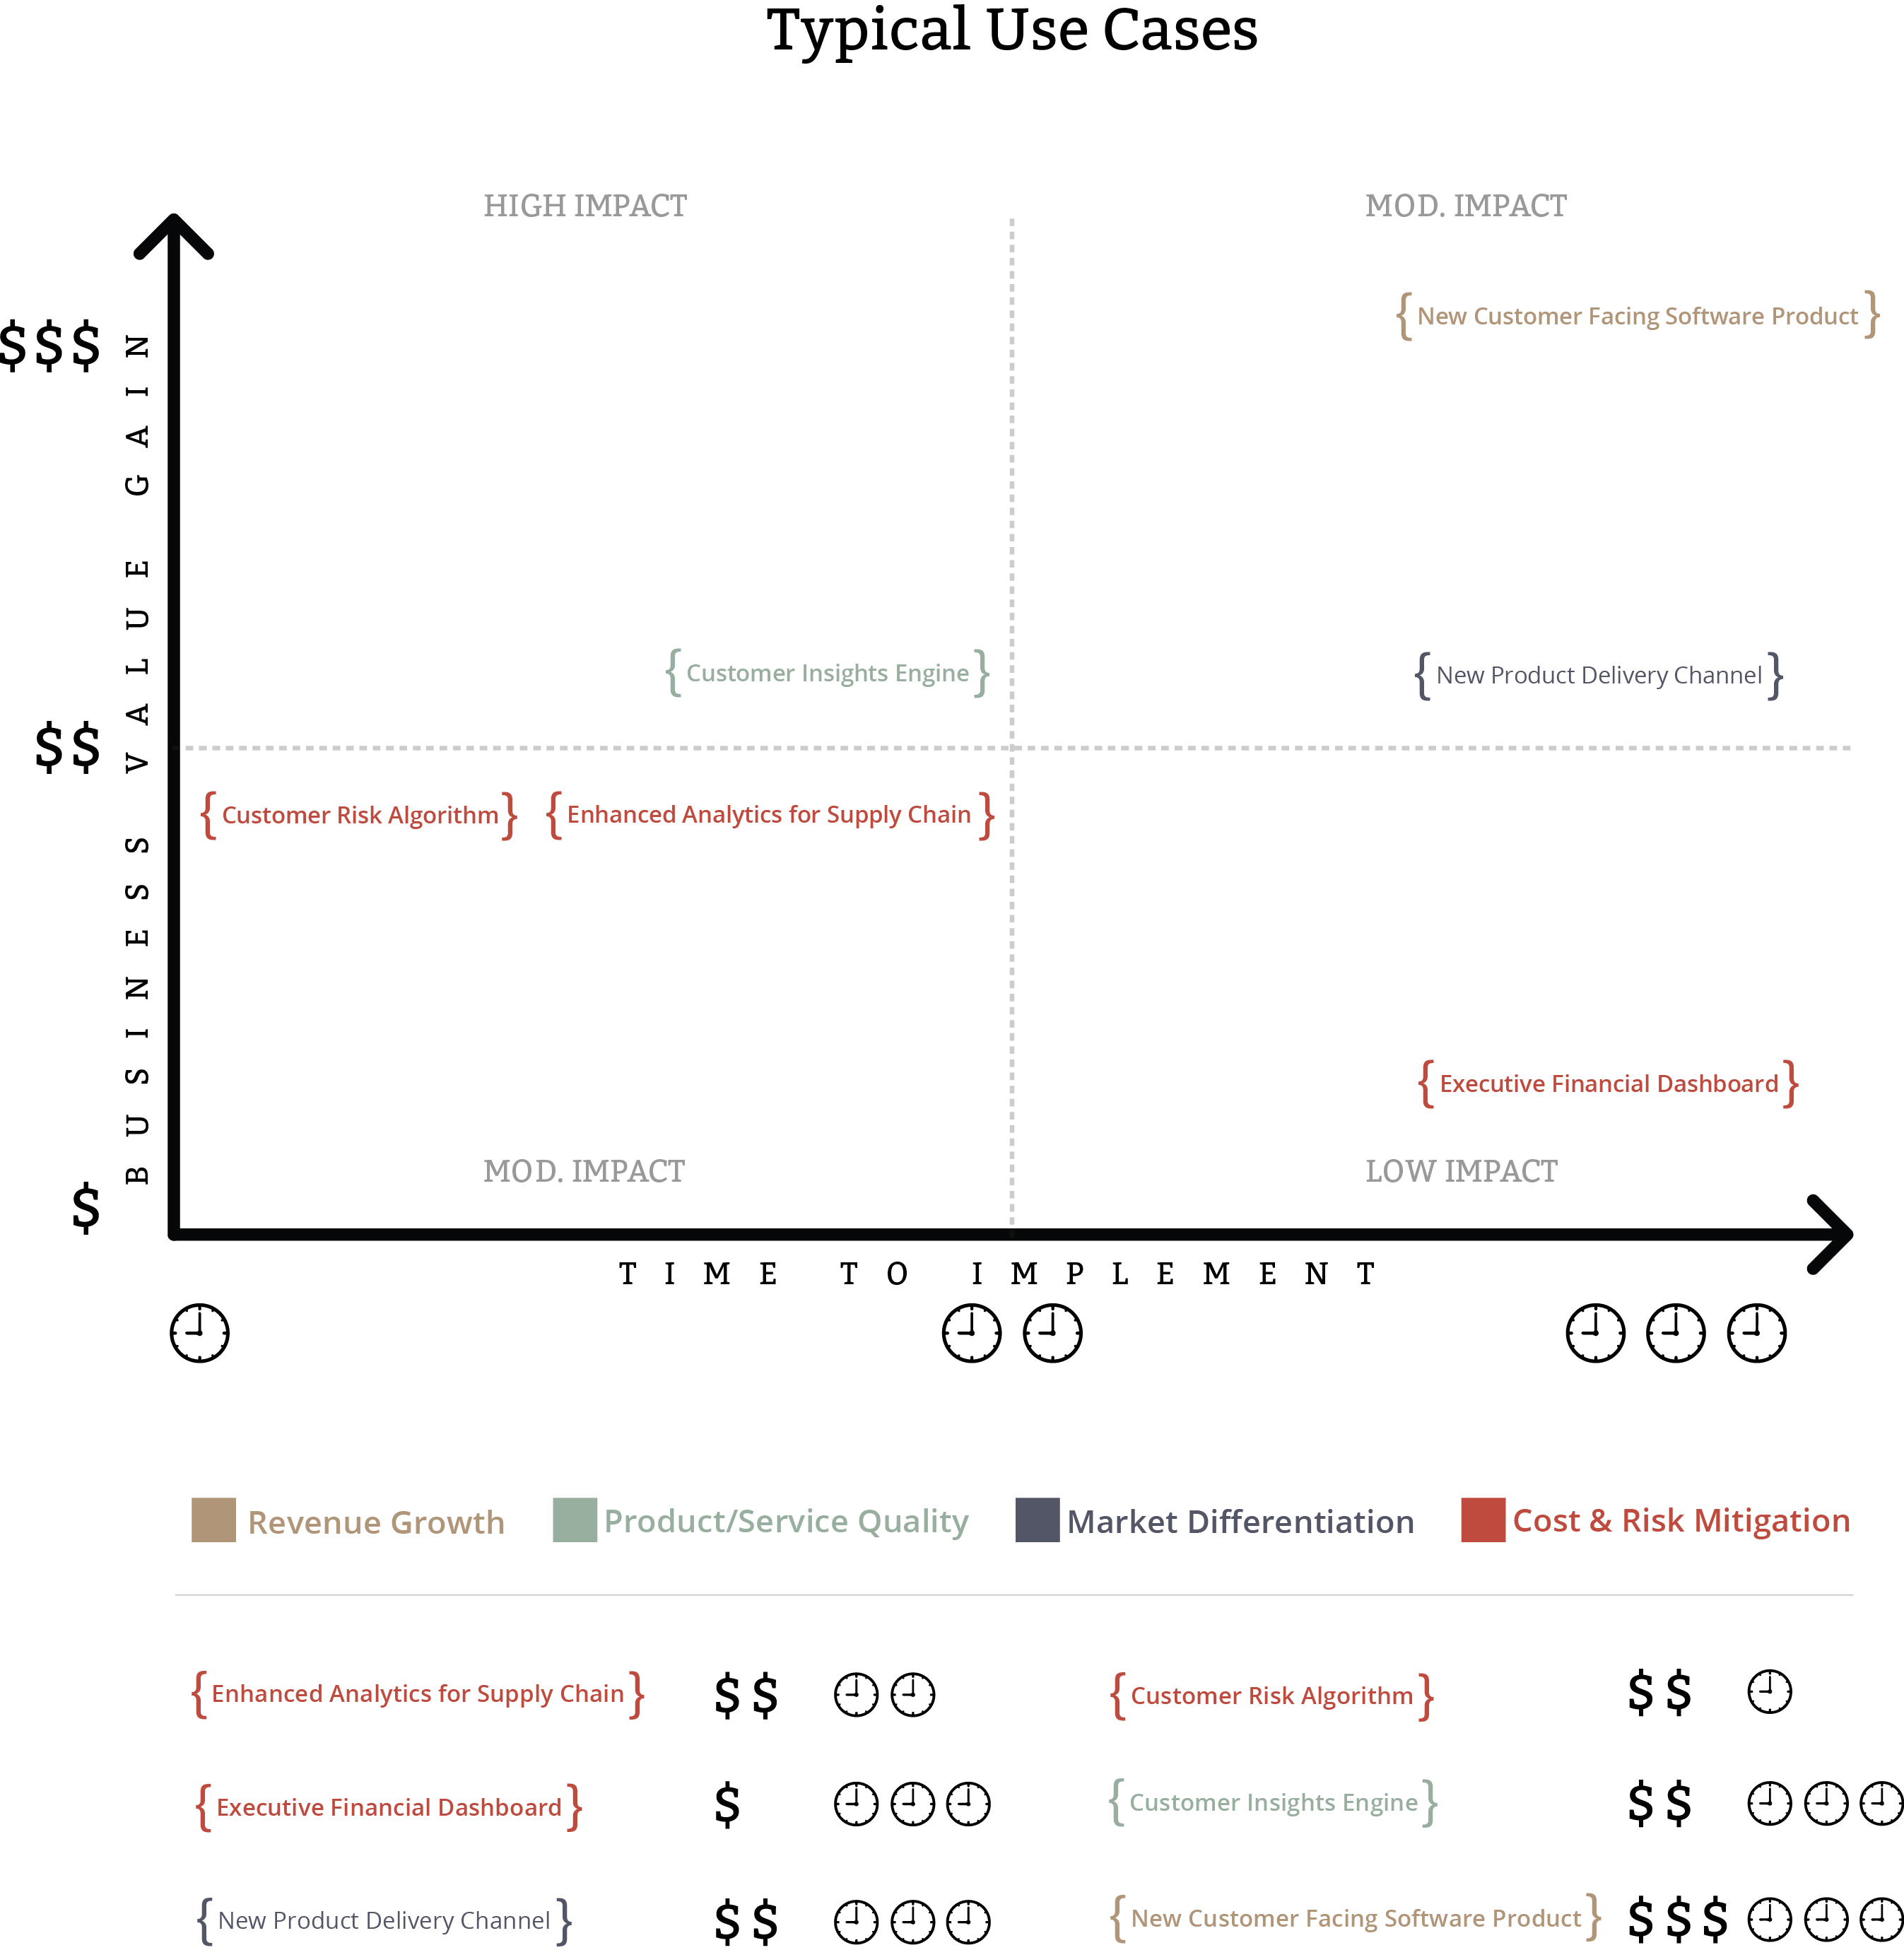 Typical Use Cases
HIGH IMPACT
MOD. IMPACT
$$$
{ New Customer Facing Software Product }
BUSINESS VALUE GAIN
{ Customer Insights Engine }
{ New Product Delivery Channel }
$$
{ Customer Risk Algorithm }
{ Enhanced Analytics for Supply Chain }
{ Executive Financial Dashboard }
MOD. IMPACT
LOW IMPACT
$
TIME TO IMPLEMENT
Revenue Growth
Product/Service Quality
Market Differentiation
Cost & Risk Mitigation
{ Enhanced Analytics for Supply Chain } $$
{ Customer Risk Algorithm } $$
{ Executive Financial Dashboard } $
{ Customer Insights Engine } $$
{ New Product Delivery Channel } $$
{ New Customer Facing Software Product } $$$